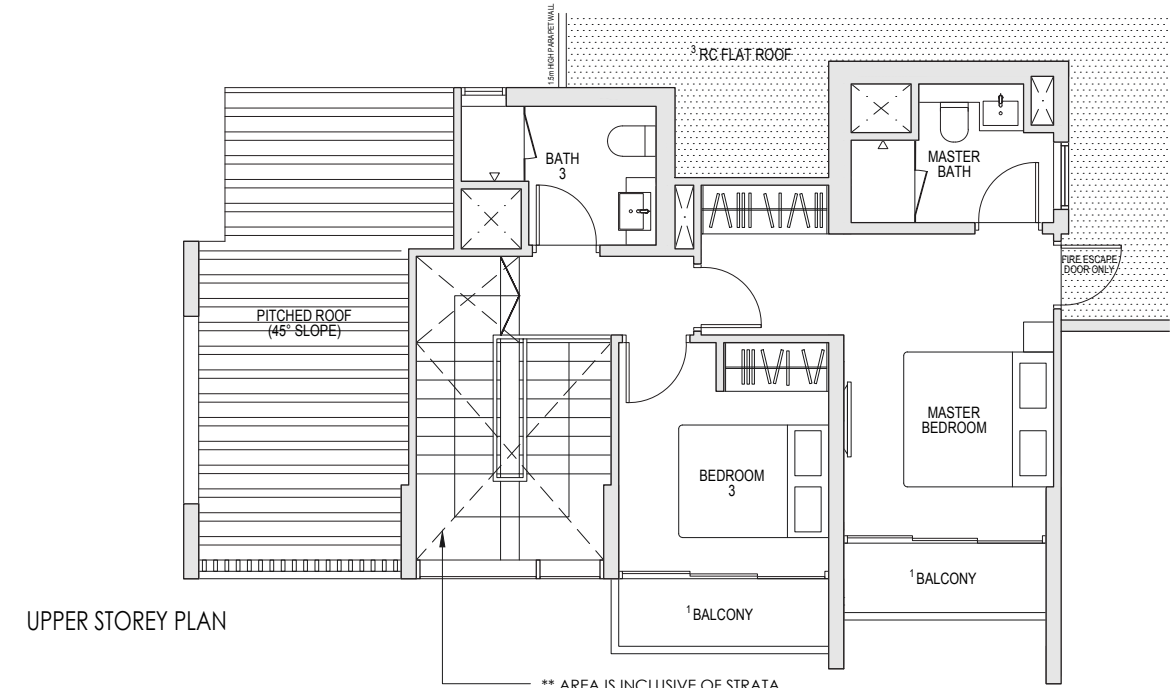 1.5m HIGH PARAPET WALL
3 RC FLAT ROOF
BATH
3
MASTER
BATH
FIRE ESCAPE
DOOR ONLY
PITCHED ROOF
(45° SLOPE)
MASTER
BEDROOM
BEDROOM
3
1 BALCONY
1 BALCONY
UPPER STOREY PLAN
** AREA IS INCLUSIVE OF STRATA